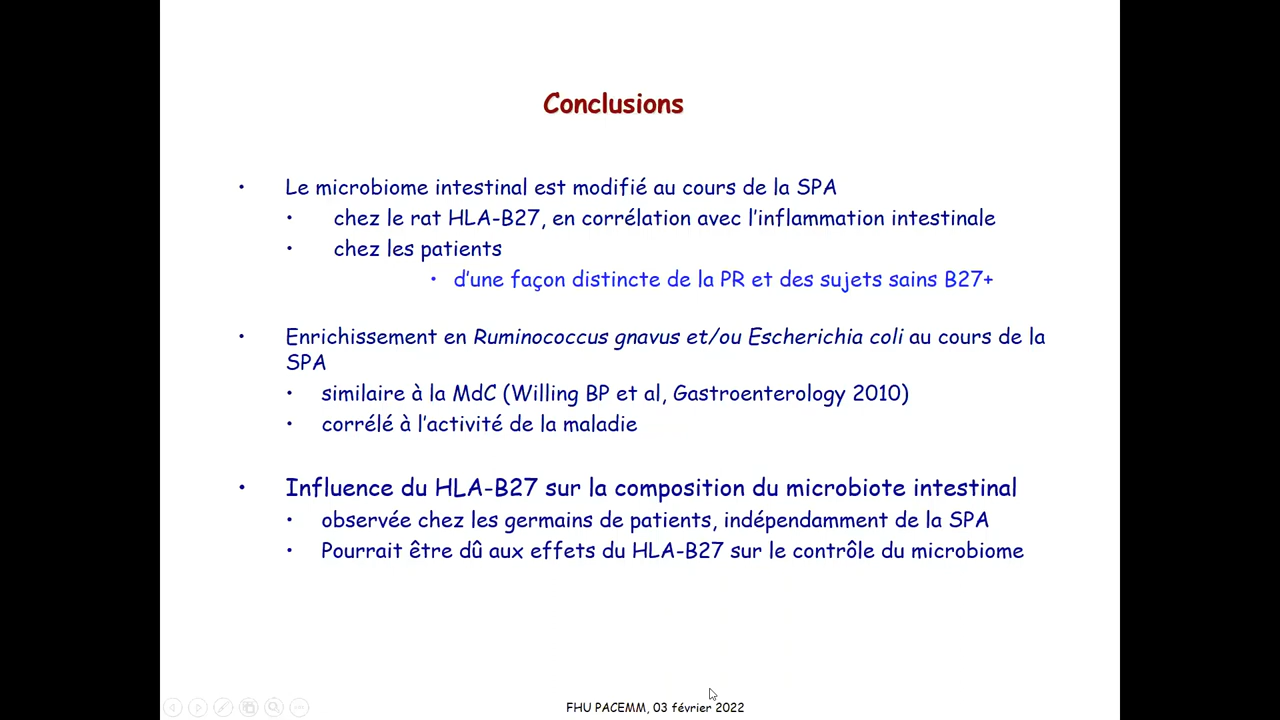 Conclusions
• Le microbiome intestinal est modifié au cours de la SPA
• chez le rat HLA-B27, en corrélation avec l'inflammation intestinale
• chez les patients
• d'une façon distincte de la PR et des sujets sains B27+
• Enrichissement en Ruminococcus gnavus et/ou Escherichia coli au cours de la
SPA
• similaire à la MdC (Willing BP et al, Gastroenterology 2010)
• corrélé à l'activité de la maladie
• Influence du HLA-B27 sur la composition du microbiote intestinal
• observée chez les germains de patients, indépendamment de la SPA
• Pourrait être dû aux effets du HLA-B27 sur le contrôle du microbiome
FHU PACEMM, 03 février 2022